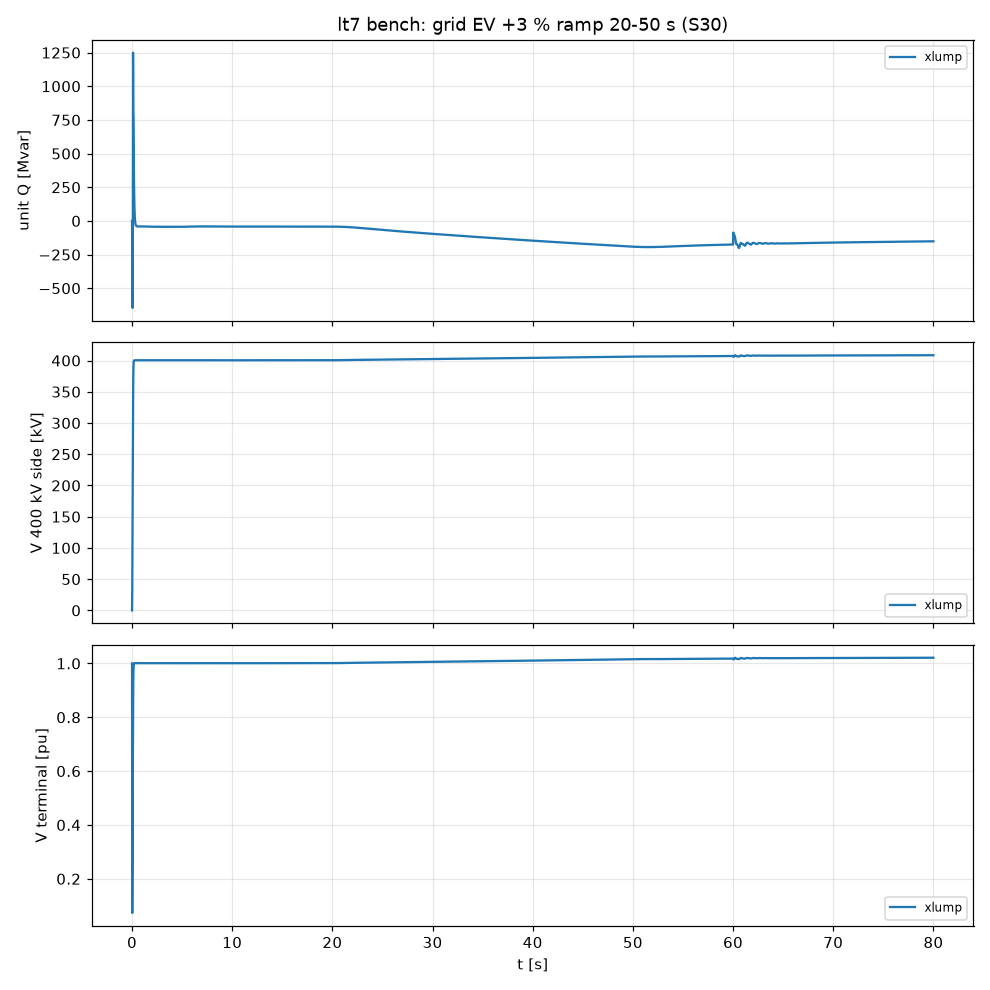 lt7 bench: grid EV +3 % ramp 20-50 s (S30)
unit Q [Mvar]
1250
1000
750
500
250
0
−250
−500
xlump
V 400 kV side [kV]
400
350
300
250
200
150
100
50
0
xlump
V terminal [pu]
1.0
0.8
0.6
0.4
0.2
xlump
0 10 20 30 40 50 60 70 80
t [s]